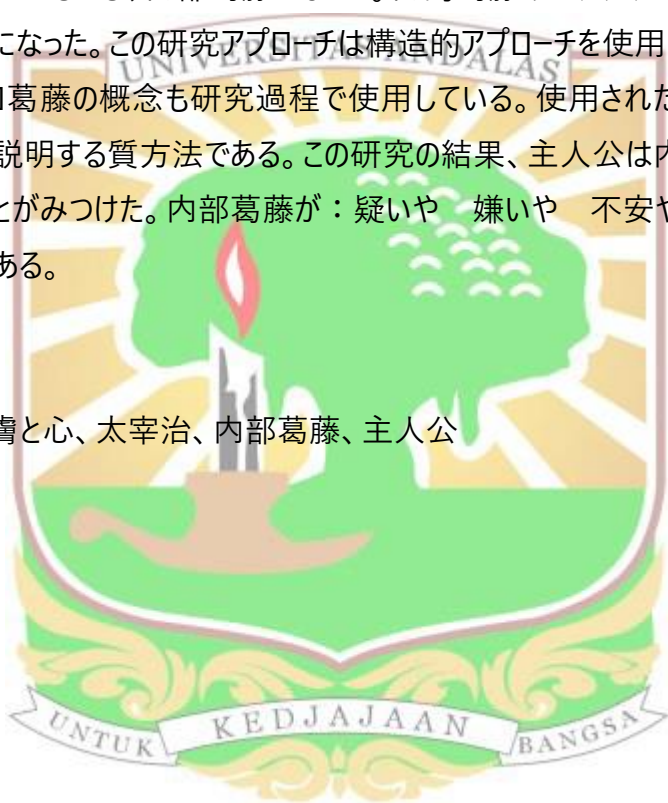 になった。この研究アプローチは構造的アプローチを使用
葛藤の概念も研究過程で使用している。使用された
説明する質方法である。この研究の結果、主人公は内
とがみつけた。内部葛藤が：疑いや　嫌いや　不安や
ある。
膚と心、太宰治、内部葛藤、主人公
UNIVERSITAS ANDALAS
UNTUK KEDJAJAAN BANGSA